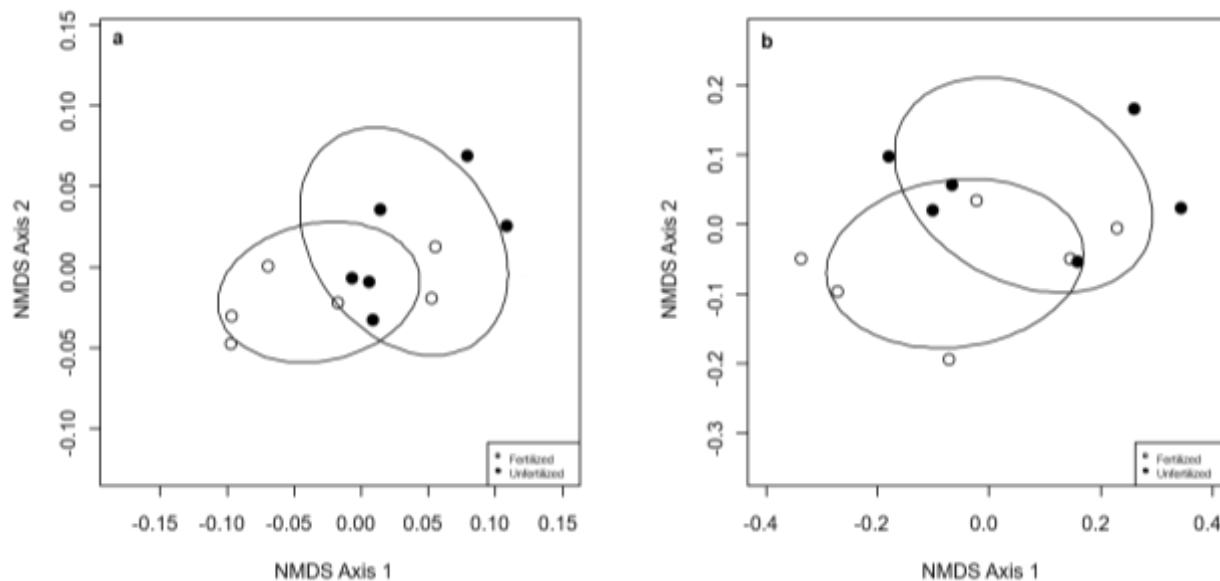 a
0.15
0.10
0.05
0.00
-0.05
-0.10
NMDS Axis 2
-0.15
-0.10
-0.05
0.00
0.05
0.10
0.15
NMDS Axis 1
Fertilized
Unfertilized
b
0.2
0.1
0.0
-0.1
-0.2
-0.3
NMDS Axis 2
-0.4
-0.2
0.0
0.2
0.4
NMDS Axis 1
Fertilized
Unfertilized